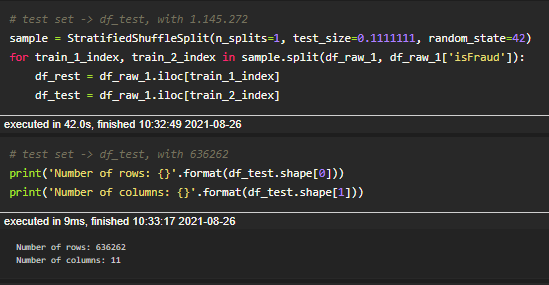 # test set -> df_test, with 1.145.272
sample = StratifiedShuffleSplit(n_splits=1, test_size=0.1111111, random_state=42)
for train_1_index, train_2_index in sample.split(df_raw_1, df_raw_1['isFraud']):
    df_rest = df_raw_1.iloc[train_1_index]
    df_test = df_raw_1.iloc[train_2_index]
executed in 42.0s, finished 10:32:49 2021-08-26
# test set -> df_test, with 636262
print('Number of rows: {}'.format(df_test.shape[0]))
print('Number of columns: {}'.format(df_test.shape[1]))
executed in 9ms, finished 10:33:17 2021-08-26
Number of rows: 636262
Number of columns: 11